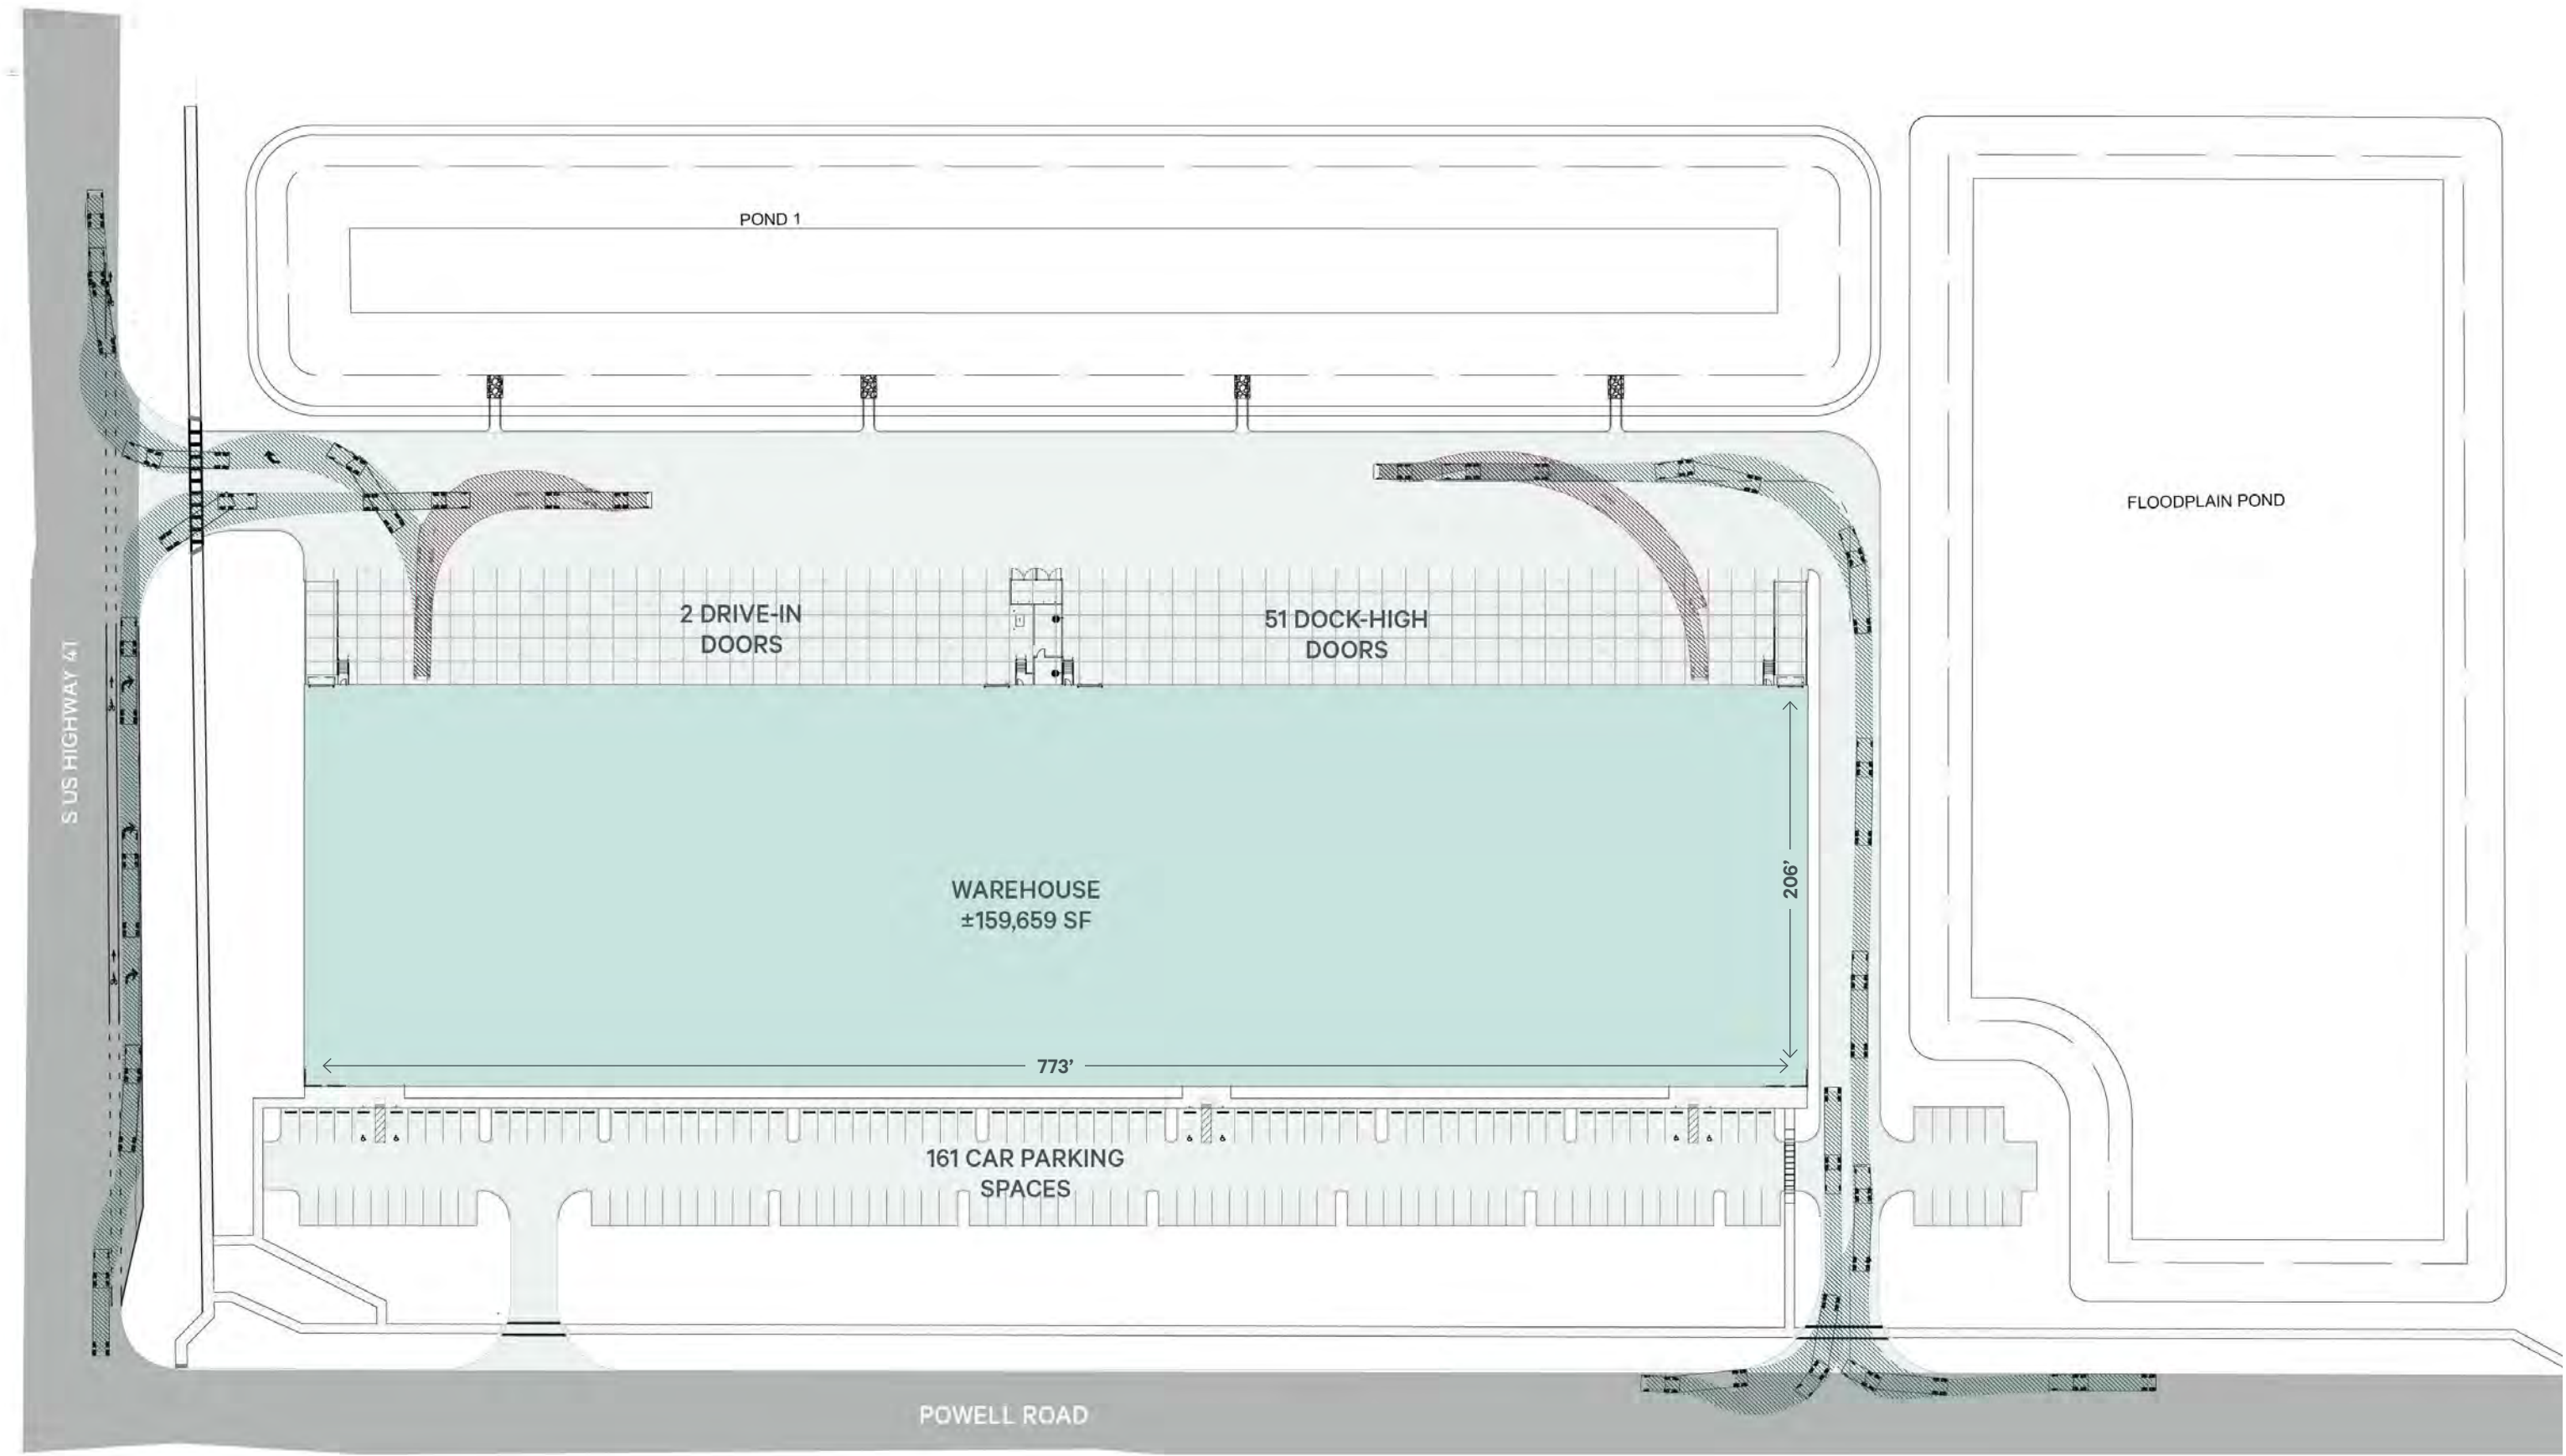 POND 1
FLOODPLAIN POND
2 DRIVE-IN
DOORS
51 DOCK-HIGH
DOORS
S US HIGHWAY 41
WAREHOUSE
±159,659 SF
206'
773'
161 CAR PARKING
SPACES
POWELL ROAD